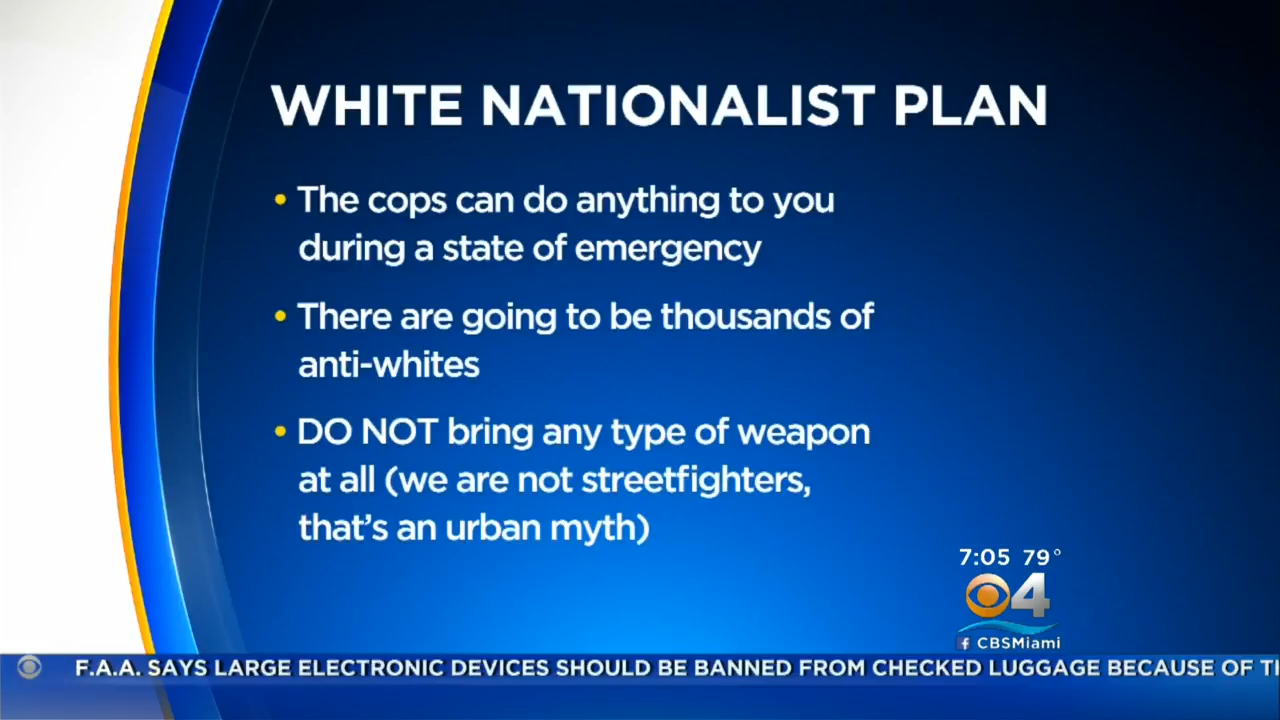 WHITE NATIONALIST PLAN
• The cops can do anything to you
during a state of emergency
• There are going to be thousands of
anti-whites
• DO NOT bring any type of weapon
at all (we are not streetfighters,
that's an urban myth)
7:05 79°
4
f CBSMiami
F.A.A. SAYS LARGE ELECTRONIC DEVICES SHOULD BE BANNED FROM CHECKED LUGGAGE BECAUSE OF